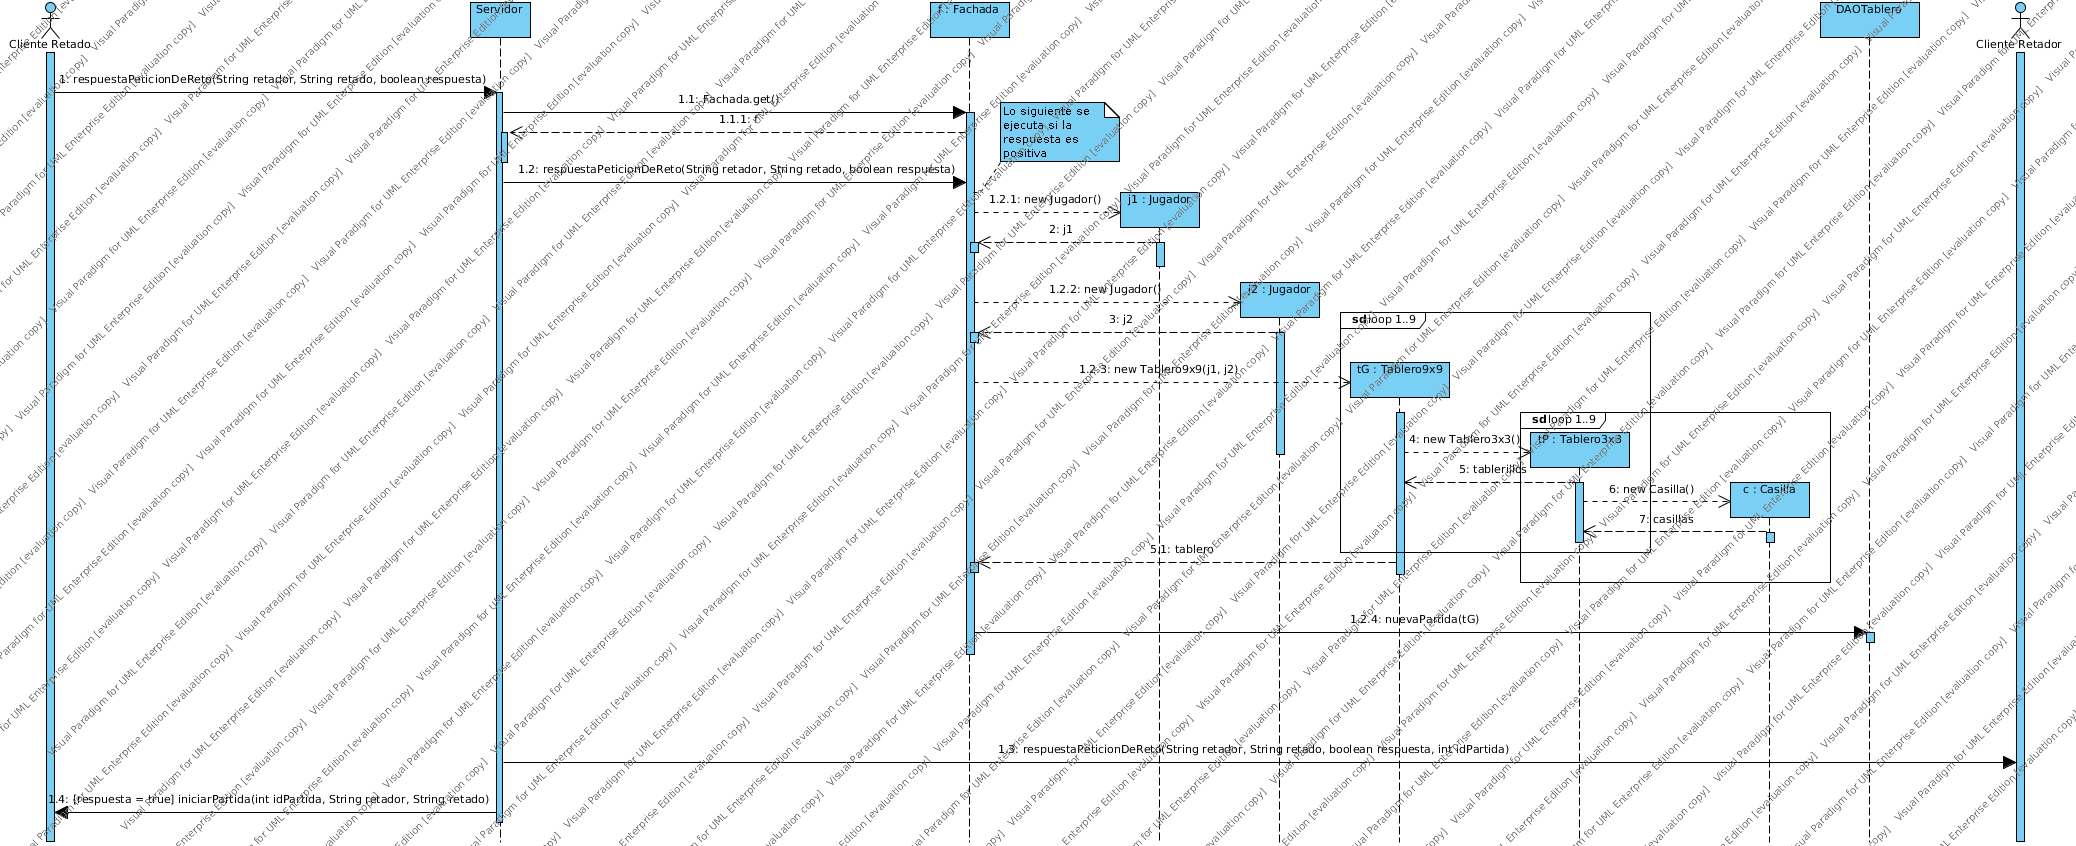 Cliente Retado
Servidor
f : Fachada
DAOTablero
Cliente Retador
1: respuestaPeticionDeReto(String retador, String retado, boolean respuesta)
1.1: Fachada.get()
1.1.1: f
Lo siguiente se
ejecuta si la
respuesta es
positiva
1.2: respuestaPeticionDeReto(String retador, String retado, boolean respuesta)
1.2.1: new Jugador()
j1 : Jugador
2: j1
1.2.2: new Jugador()
j2 : Jugador
3: j2
sd loop 1..9
1.2.3: new Tablero9x9(j1, j2)
tG : Tablero9x9
sd loop 1..9
4: new Tablero3x3()
tP : Tablero3x3
5: tablerillos
6: new Casilla()
c : Casilla
7: casillas
5.1: tablero
1.2.4: nuevaPartida(tG)
1.3: respuestaPeticionDeReto(String retador, String retado, boolean respuesta, int idPartida)
1.4: [respuesta = true] iniciarPartida(int idPartida, String retador, String retado)
Visual Paradigm for UML Enterprise Edition [evaluation copy]